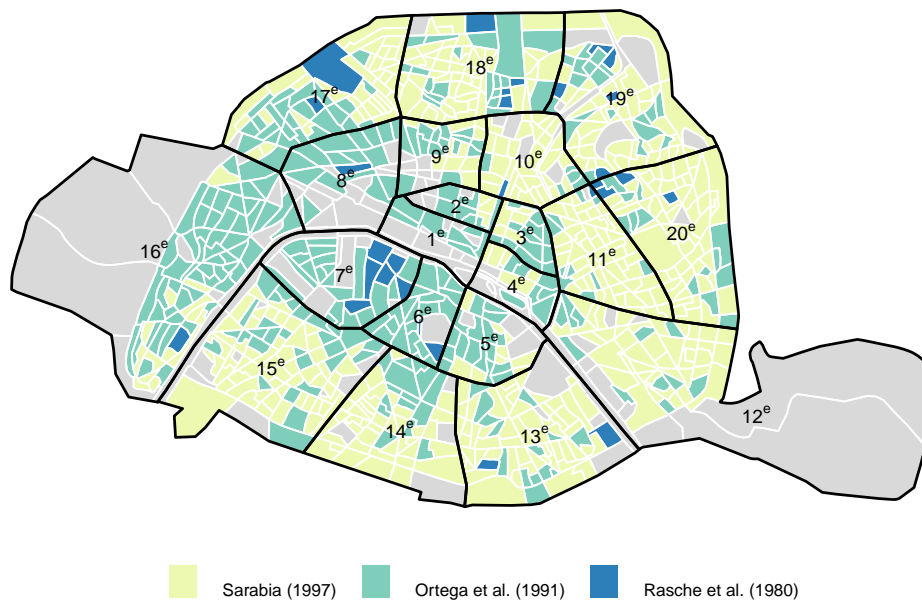 18ᵉ
17ᵉ
19ᵉ
9ᵉ
10ᵉ
8ᵉ
2ᵉ
1ᵉ
3ᵉ
20ᵉ
16ᵉ
11ᵉ
7ᵉ
4ᵉ
6ᵉ
5ᵉ
15ᵉ
12ᵉ
14ᵉ
13ᵉ
Sarabia (1997) Ortega et al. (1991) Rasche et al. (1980)